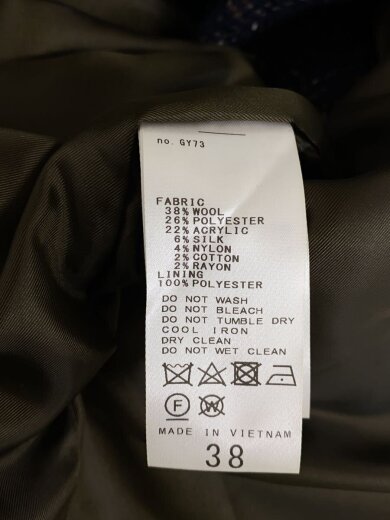 no. GY73
FABRIC
38% WOOL
26% POLYESTER
22% ACRYLIC
6% SILK
4% NYLON
2% COTTON
2% RAYON
LINING
100% POLYESTER
DO NOT WASH
DO NOT BLEACH
DO NOT TUMBLE DRY
COOL IRON
DRY CLEAN
DO NOT WET CLEAN
F W
MADE IN VIETNAM
38